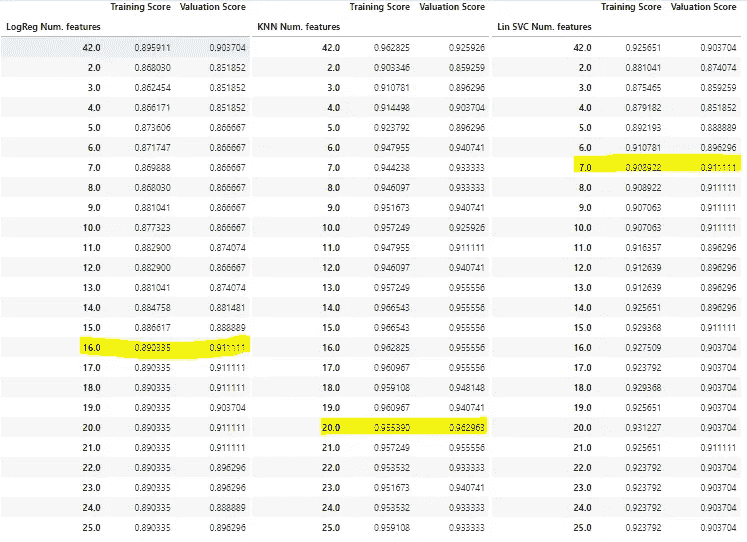 Training Score Valuation Score Training Score Valuation Score Training Score Valuation Score
LogReg Num. features KNN Num. features Lin SVC Num. features
42.0 0.895911 0.903704 42.0 0.962825 0.925926 42.0 0.925651 0.903704
2.0 0.868030 0.851852 2.0 0.903346 0.859259 2.0 0.881041 0.874074
3.0 0.862454 0.851852 3.0 0.910781 0.896296 3.0 0.875465 0.859259
4.0 0.866171 0.851852 4.0 0.914498 0.903704 4.0 0.879182 0.851852
5.0 0.873606 0.866667 5.0 0.923792 0.896296 5.0 0.892193 0.888889
6.0 0.871747 0.866667 6.0 0.947955 0.940741 6.0 0.910781 0.896296
7.0 0.869888 0.866667 7.0 0.944238 0.933333 7.0 0.908922 0.911111
8.0 0.868030 0.866667 8.0 0.946097 0.933333 8.0 0.908922 0.911111
9.0 0.881041 0.866667 9.0 0.951673 0.940741 9.0 0.907063 0.911111
10.0 0.877323 0.866667 10.0 0.957249 0.925926 10.0 0.907063 0.911111
11.0 0.882900 0.874074 11.0 0.947955 0.911111 11.0 0.916357 0.896296
12.0 0.882900 0.866667 12.0 0.946097 0.940741 12.0 0.912639 0.896296
13.0 0.881041 0.874074 13.0 0.957249 0.955556 13.0 0.912639 0.896296
14.0 0.884758 0.881481 14.0 0.966543 0.955556 14.0 0.925651 0.896296
15.0 0.886617 0.888889 15.0 0.966543 0.955556 15.0 0.929368 0.911111
16.0 0.890335 0.911111 16.0 0.962825 0.955556 16.0 0.927509 0.903704
17.0 0.890335 0.911111 17.0 0.960967 0.955556 17.0 0.923792 0.903704
18.0 0.890335 0.911111 18.0 0.959108 0.948148 18.0 0.929368 0.903704
19.0 0.890335 0.903704 19.0 0.960967 0.940741 19.0 0.925651 0.903704
20.0 0.890335 0.911111 20.0 0.955390 0.962963 20.0 0.931227 0.903704
21.0 0.890335 0.911111 21.0 0.957249 0.955556 21.0 0.925651 0.911111
22.0 0.890335 0.896296 22.0 0.953532 0.933333 22.0 0.923792 0.903704
23.0 0.890335 0.896296 23.0 0.951673 0.940741 23.0 0.923792 0.903704
24.0 0.890335 0.888889 24.0 0.953532 0.933333 24.0 0.923792 0.903704
25.0 0.890335 0.896296 25.0 0.959108 0.933333 25.0 0.923792 0.903704